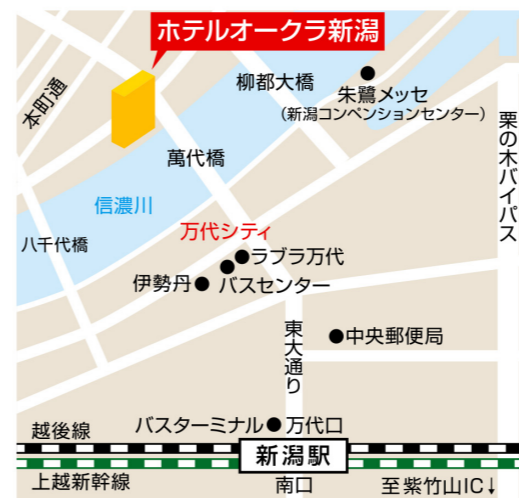 ホテルオークラ新潟
本町通
柳都大橋
朱鷺メッセ
（新潟コンベンションセンター）
萬代橋
栗の木バイパス
信濃川
八千代橋
万代シティ
ラブラ万代
伊勢丹
バスセンター
東大通り
中央郵便局
バスターミナル
万代口
越後線
新潟駅
上越新幹線
南口
至紫竹山IC↓